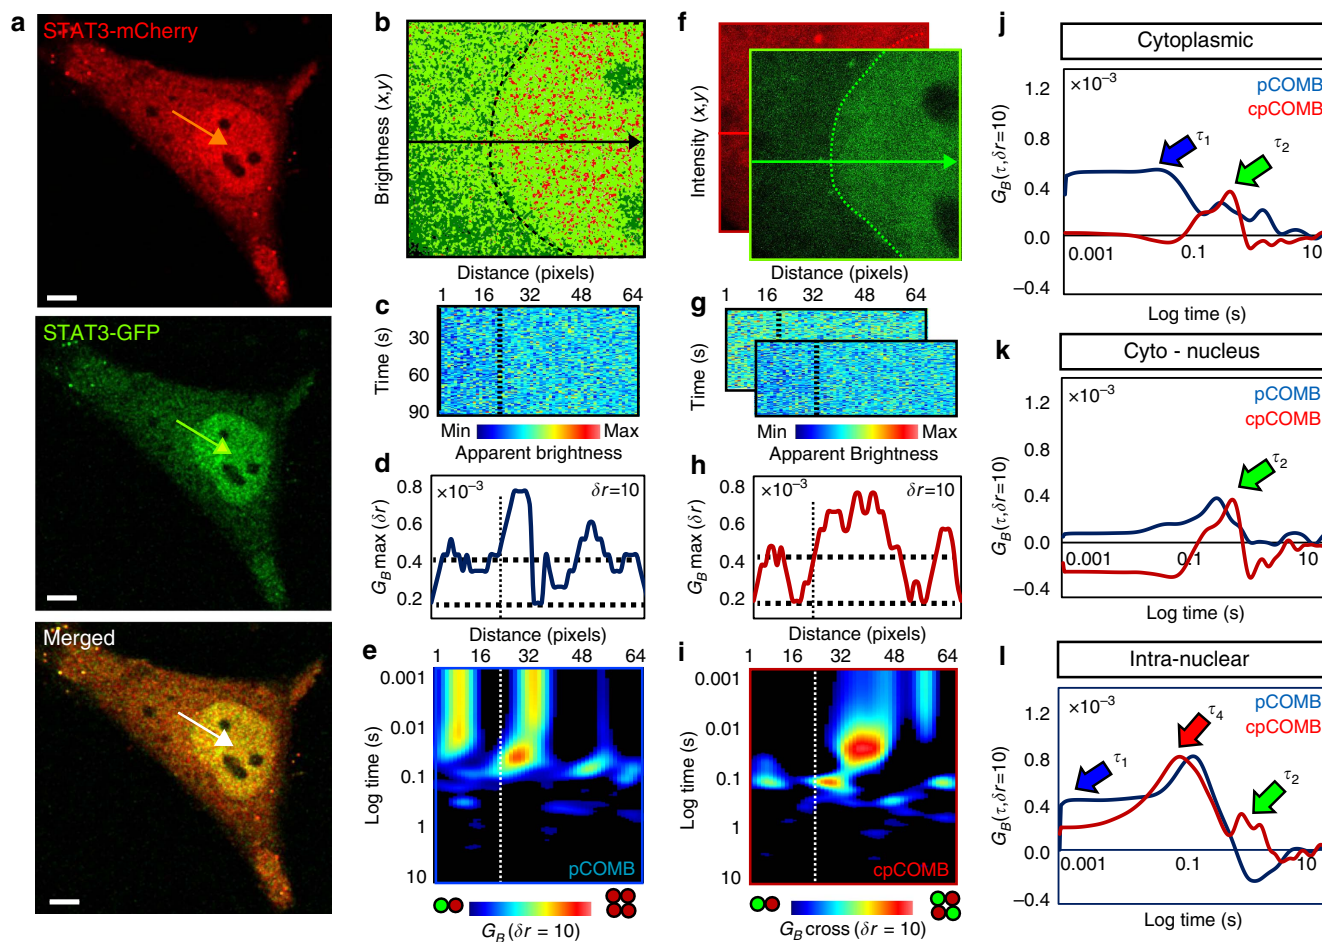 a
STAT3-mCherry
STAT3-GFP
Merged
b
Brightness (x,y)
Distance (pixels)
1 16 32 48 64
c
Time (s)
30
60
90
Min Max
Apparent brightness
d
G_B max (δr)
×10⁻³ δr=10
0.8
0.6
0.4
0.2
Distance (pixels)
1 16 32 48 64
e
Log time (s)
0.001
0.01
0.1
1
10
pCOMB
G_B (δr = 10)
f
Intensity (x,y)
Distance (pixels)
1 16 32 48 64
g
Time (s)
Min Max
Apparent Brightness
h
G_B max (δr)
×10⁻³ δr=10
0.8
0.6
0.4
0.2
Distance (pixels)
1 16 32 48 64
i
Log time (s)
0.001
0.01
0.1
1
10
cpCOMB
G_B cross (δr = 10)
j
Cytoplasmic
G_B(τ,δr=10)
×10⁻³
pCOMB
cpCOMB
1.2
0.8
0.4
0.0
–0.4
τ₁
τ₂
0.001 0.1 10
Log time (s)
k
Cyto - nucleus
G_B(τ,δr=10)
×10⁻³
pCOMB
cpCOMB
1.2
0.8
0.4
0.0
–0.4
τ₂
0.001 0.1 10
Log time (s)
l
Intra-nuclear
G_B(τ,δr=10)
×10⁻³
pCOMB
cpCOMB
1.2
0.8
0.4
0.0
–0.4
τ₄
τ₁
τ₂
0.001 0.1 10
Log time (s)